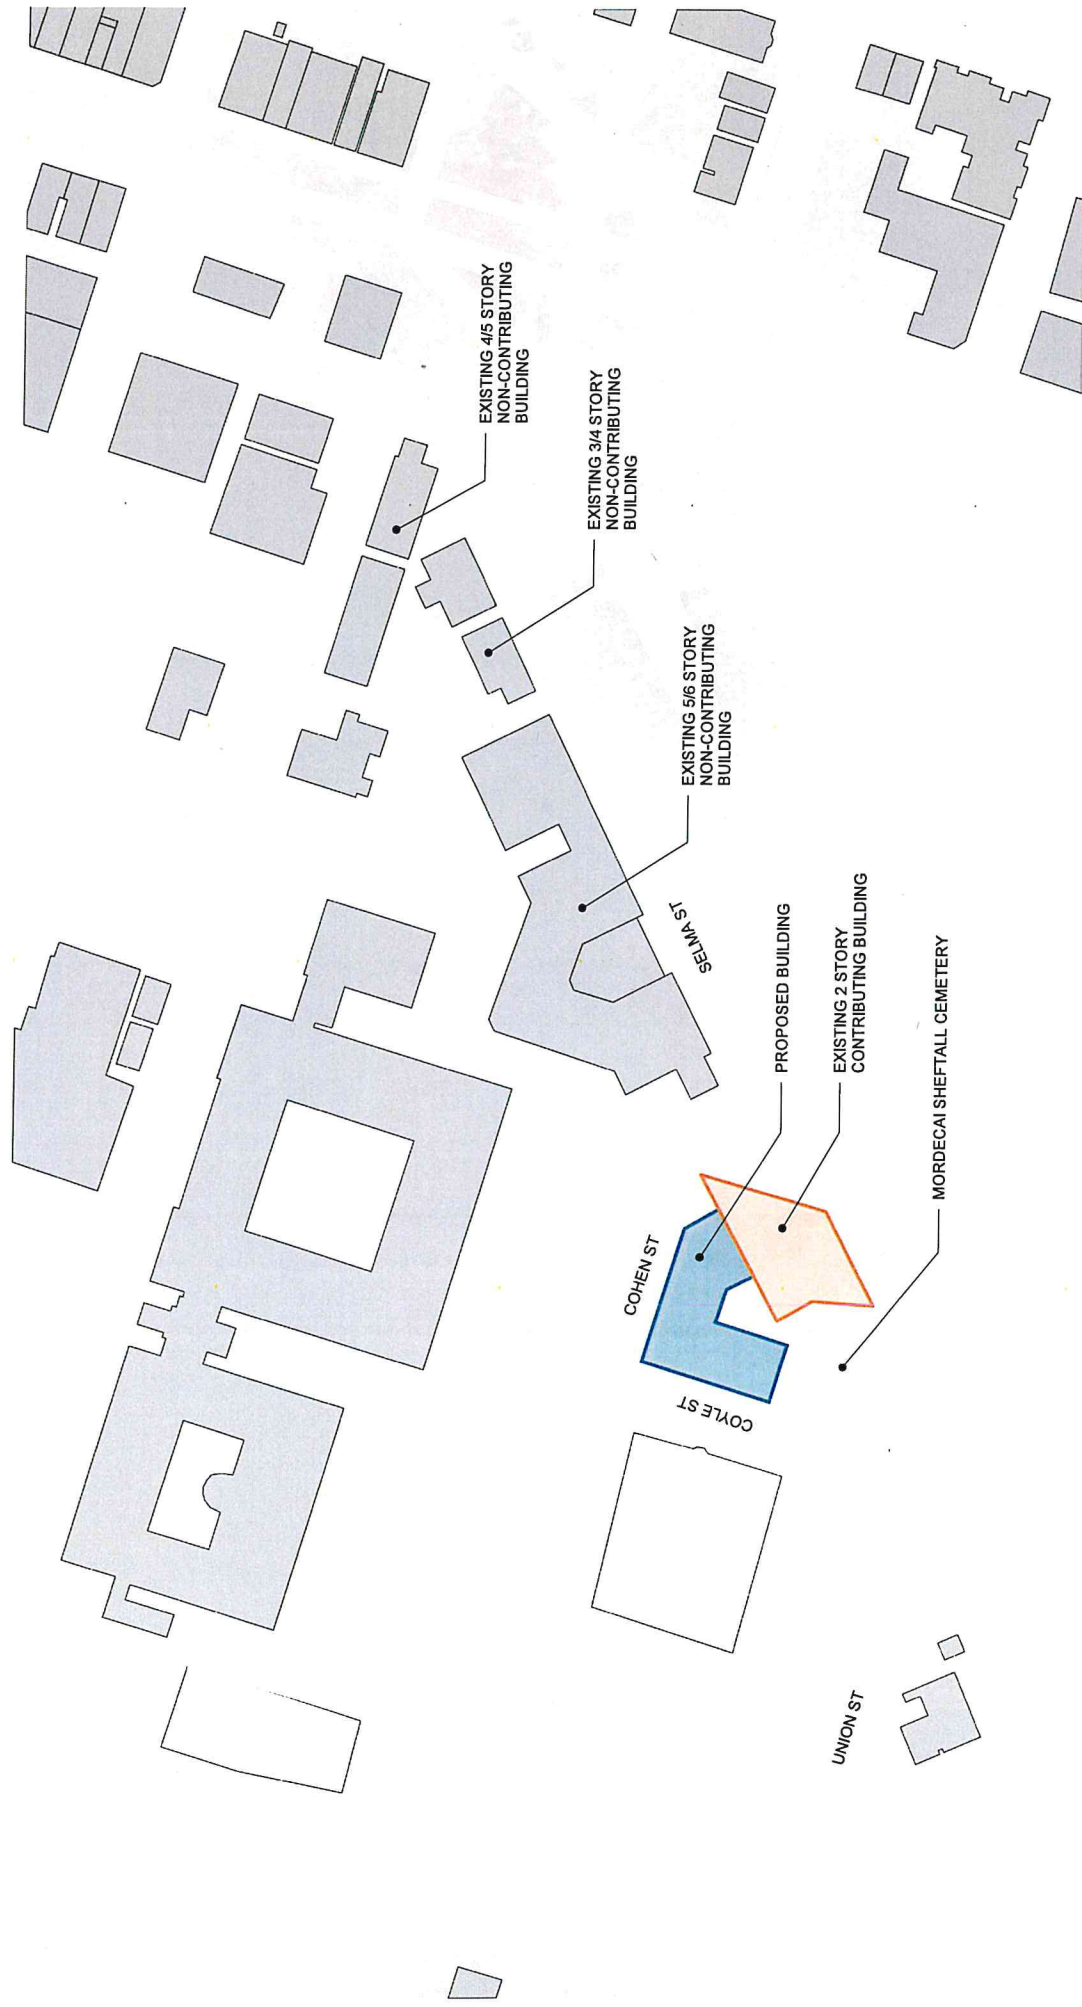 EXISTING 4/5 STORY
NON-CONTRIBUTING
BUILDING
EXISTING 3/4 STORY
NON-CONTRIBUTING
BUILDING
EXISTING 5/6 STORY
NON-CONTRIBUTING
BUILDING
SELMA ST
PROPOSED BUILDING
EXISTING 2 STORY
CONTRIBUTING BUILDING
MORDECAI SHEFTALL CEMETERY
COHEN ST
COYLE ST
UNION ST